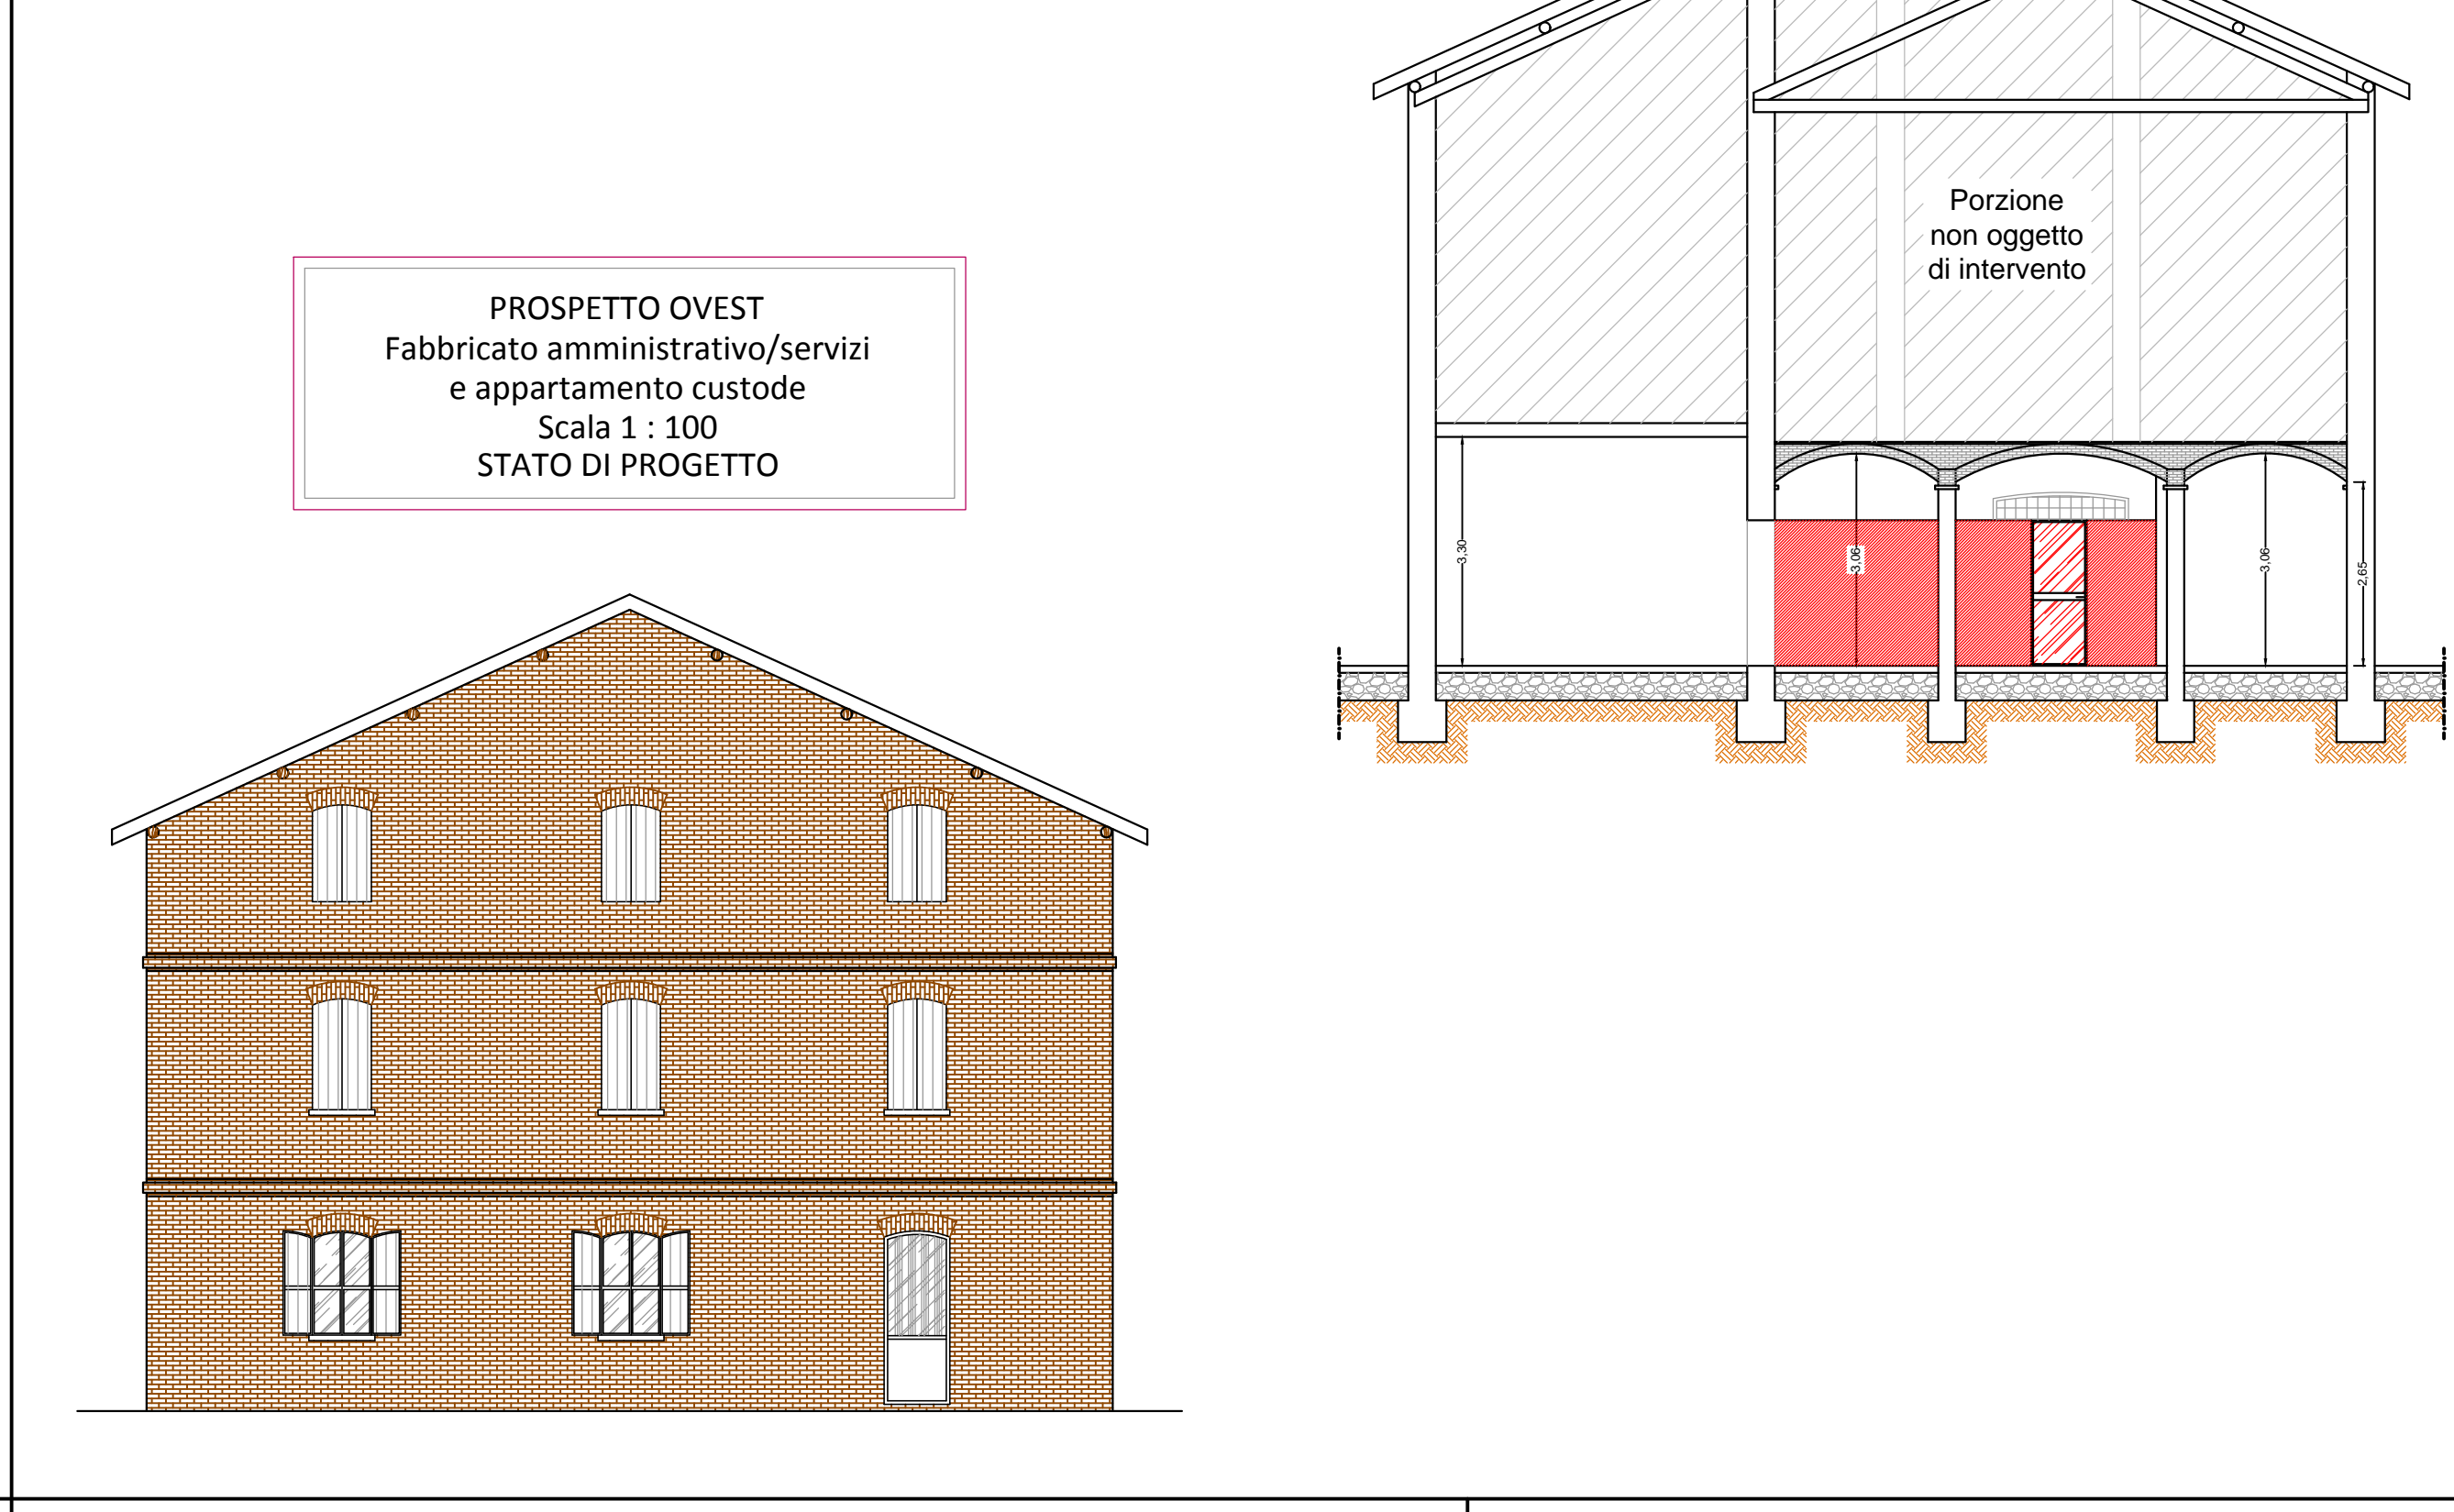 PROSPETTO OVEST
Fabbricato amministrativo/servizi
e appartamento custode
Scala 1 : 100
STATO DI PROGETTO
Porzione
non oggetto
di intervento
3,30
3,06
3,06
2,65